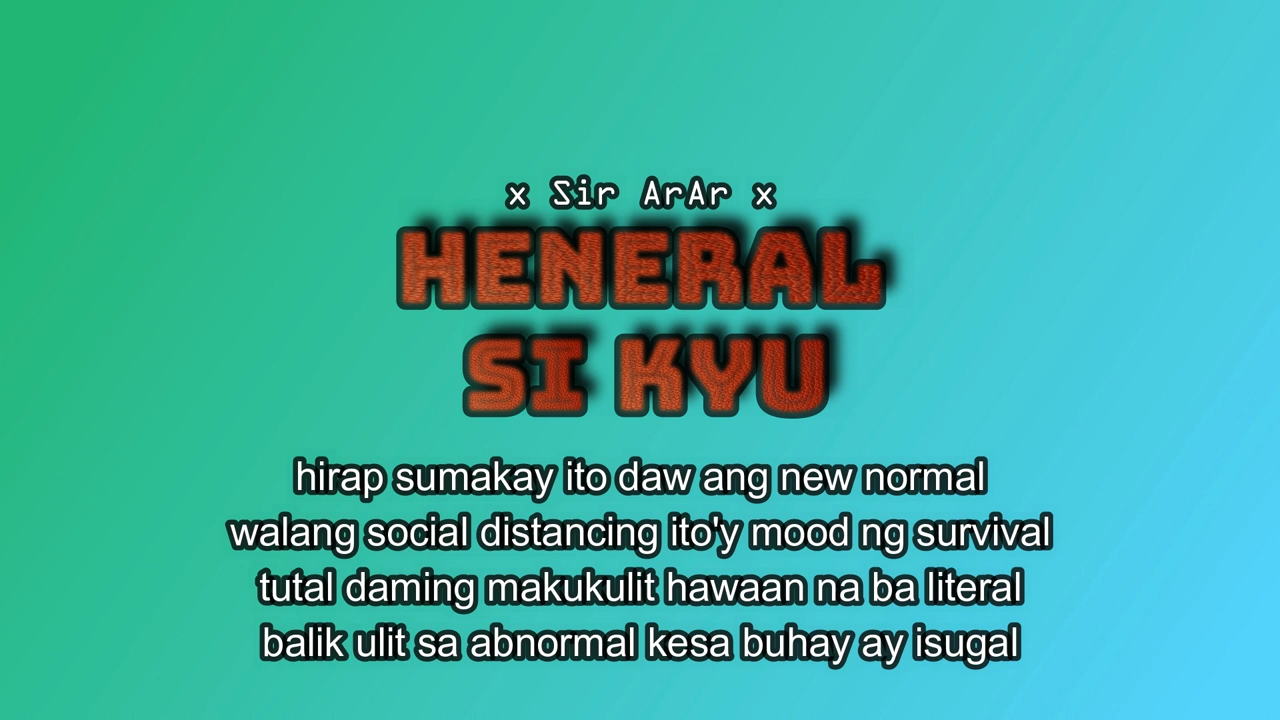 x Sir ArAr x
HENERAL
SI KYU
hirap sumakay ito daw ang new normal
walang social distancing ito'y mood ng survival
tutal daming makukulit hawaan na ba literal
balik ulit sa abnormal kesa buhay ay isugal